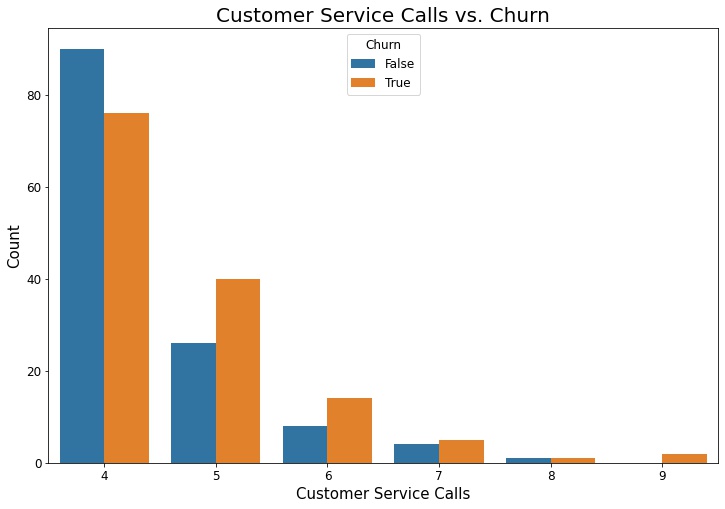 Customer Service Calls vs. Churn
Churn
False
True
Count
80
60
40
20
0
4 5 6 7 8 9
Customer Service Calls